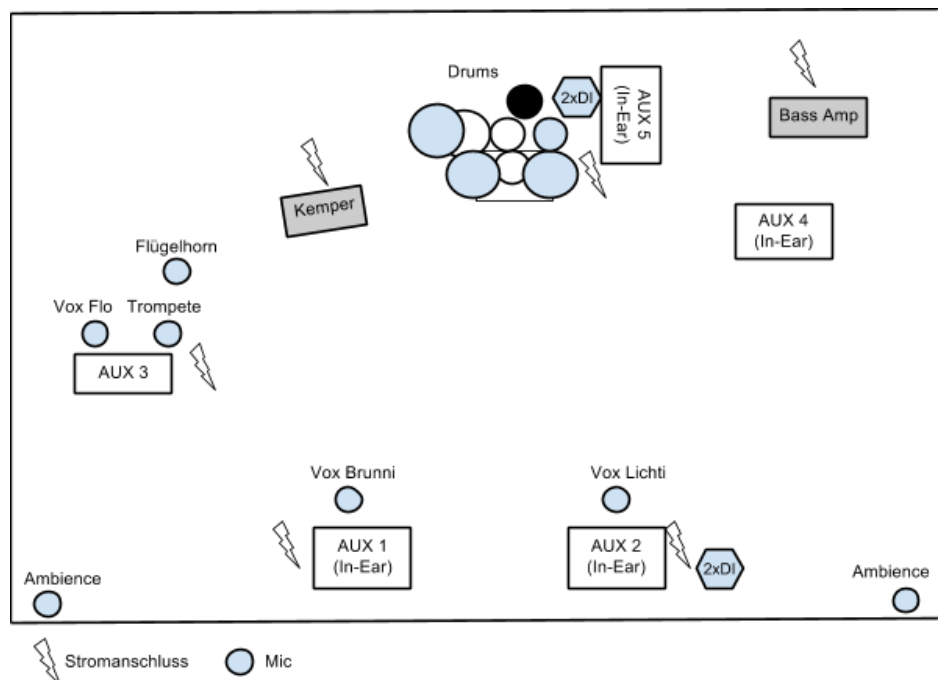 Drums
2xDI
AUX 5
(In-Ear)
Bass Amp
Kemper
AUX 4
(In-Ear)
Flügelhorn
Vox Flo
Trompete
AUX 3
Vox Brunni
Vox Lichti
AUX 1
(In-Ear)
AUX 2
(In-Ear)
2xDI
Ambience
Ambience
Stromanschluss
Mic